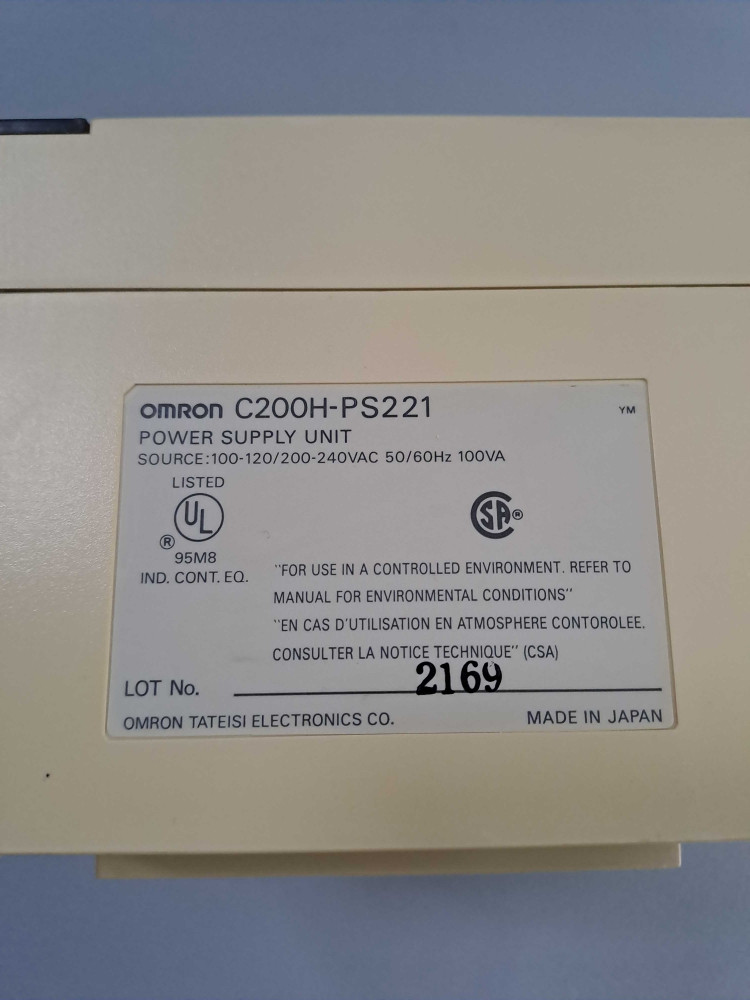 OMRON C200H-PS221
YM
POWER SUPPLY UNIT
SOURCE:100-120/200-240VAC 50/60Hz 100VA
LISTED
UL
®
95M8
IND. CONT. EQ.
SA®
"FOR USE IN A CONTROLLED ENVIRONMENT. REFER TO
MANUAL FOR ENVIRONMENTAL CONDITIONS"
"EN CAS D'UTILISATION EN ATMOSPHERE CONTOROLEE.
CONSULTER LA NOTICE TECHNIQUE" (CSA)
LOT No. 2169
OMRON TATEISI ELECTRONICS CO.
MADE IN JAPAN